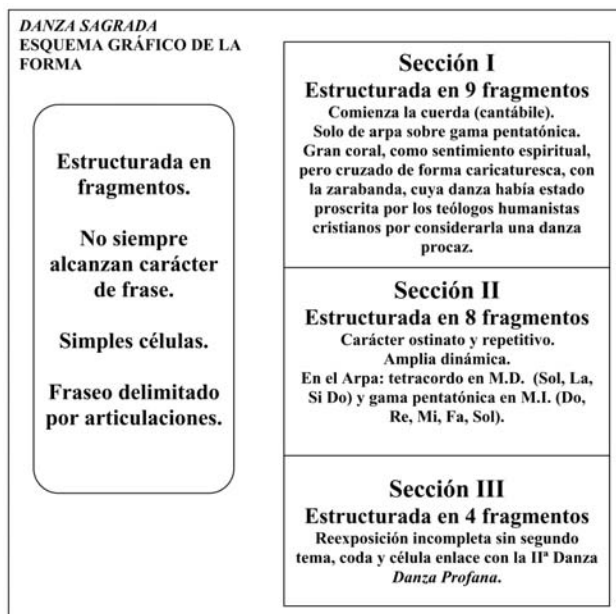 DANZA SAGRADA
ESQUEMA GRÁFICO DE LA
FORMA
Estructurada en
fragmentos.
No siempre
alcanzan carácter
de frase.
Simples células.
Fraseo delimitado
por articulaciones.
Sección I
Estructurada en 9 fragmentos
Comienza la cuerda (cantábile).
Solo de arpa sobre gama pentatónica.
Gran coral, como sentimiento espiritual,
pero cruzado de forma caricaturesca, con
la zarabanda, cuya danza había estado
proscrita por los teólogos humanistas
cristianos por considerarla una danza
procaz.
Sección II
Estructurada en 8 fragmentos
Carácter ostinato y repetitivo.
Amplia dinámica.
En el Arpa: tetracordo en M.D. (Sol, La,
Si Do) y gama pentatónica en M.I. (Do,
Re, Mi, Fa, Sol).
Sección III
Estructurada en 4 fragmentos
Reexposición incompleta sin segundo
tema, coda y célula enlace con la IIª Danza
Danza Profana.